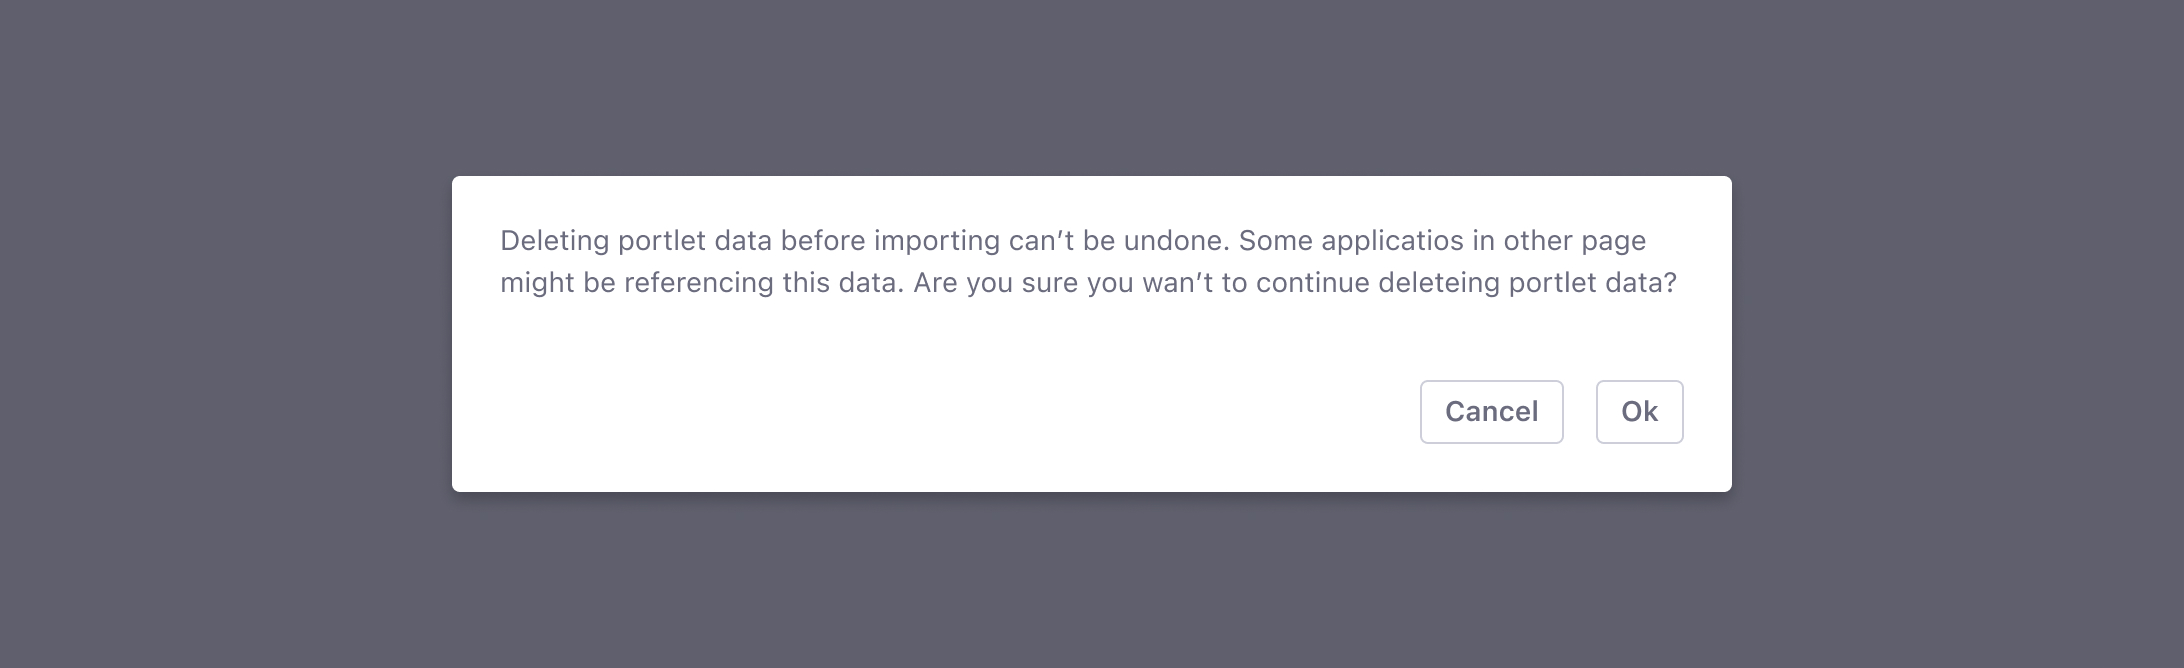 Deleting portlet data before importing can’t be undone. Some applicatios in other page
might be referencing this data. Are you sure you wan’t to continue deleteing portlet data?
Cancel Ok